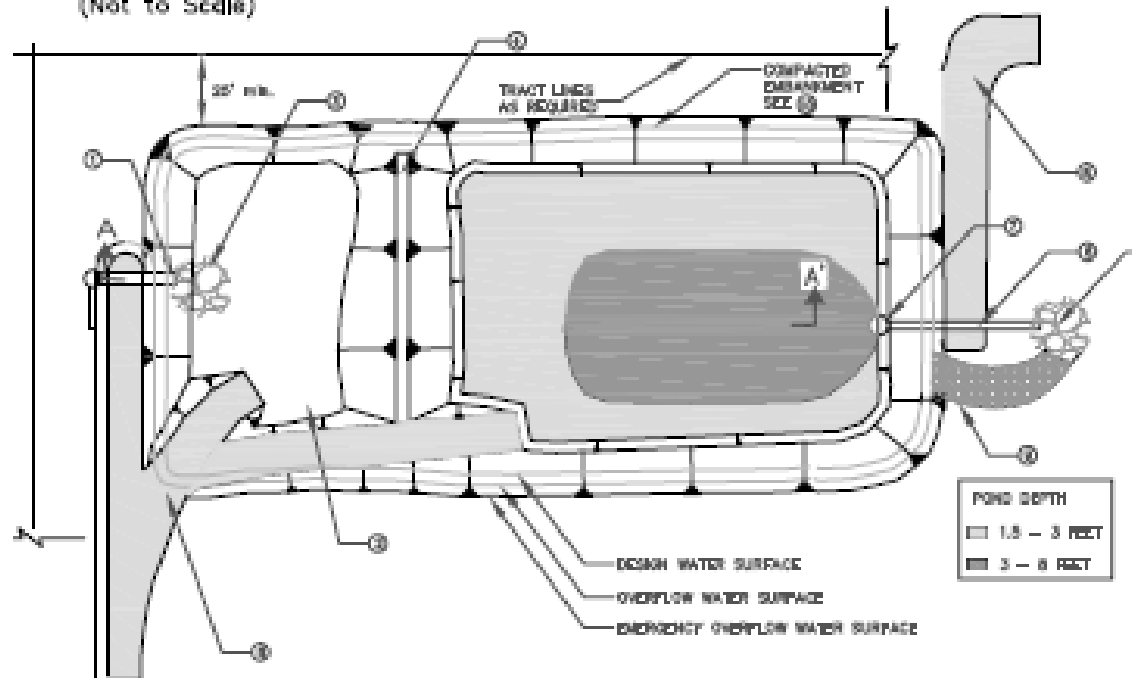 (Not to Scale)
25' min.
TRACT LINES
AS REQUIRED
COMPACTED
EMBANKMENT
SEE
A
A'
POND DEPTH
1.5 - 3 FEET
3 - 8 FEET
DESIGN WATER SURFACE
OVERFLOW WATER SURFACE
EMERGENCY OVERFLOW WATER SURFACE